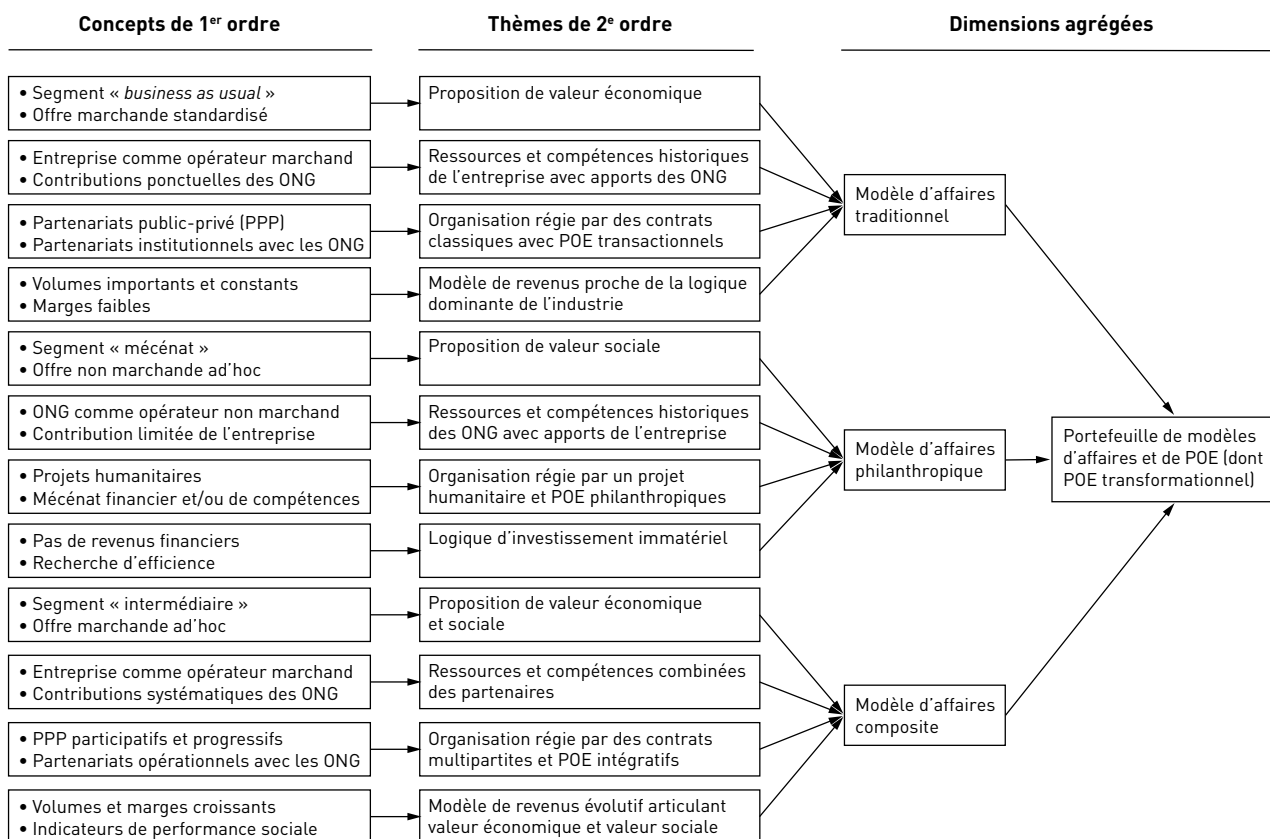 Concepts de 1er ordre
Thèmes de 2e ordre
Dimensions agrégées
• Segment « business as usual »
• Offre marchande standardisé
Proposition de valeur économique
• Entreprise comme opérateur marchand
• Contributions ponctuelles des ONG
Ressources et compétences historiques
de l'entreprise avec apports des ONG
• Partenariats public-privé (PPP)
• Partenariats institutionnels avec les ONG
Organisation régie par des contrats
classiques avec POE transactionnels
• Volumes importants et constants
• Marges faibles
Modèle de revenus proche de la logique
dominante de l'industrie
Modèle d'affaires
traditionnel
• Segment « mécénat »
• Offre non marchande ad'hoc
Proposition de valeur sociale
• ONG comme opérateur non marchand
• Contribution limitée de l'entreprise
Ressources et compétences historiques
des ONG avec apports de l'entreprise
• Projets humanitaires
• Mécénat financier et/ou de compétences
Organisation régie par un projet
humanitaire et POE philanthropiques
• Pas de revenus financiers
• Recherche d'efficience
Logique d'investissement immatériel
Modèle d'affaires
philanthropique
• Segment « intermédiaire »
• Offre marchande ad'hoc
Proposition de valeur économique
et sociale
• Entreprise comme opérateur marchand
• Contributions systématiques des ONG
Ressources et compétences combinées
des partenaires
• PPP participatifs et progressifs
• Partenariats opérationnels avec les ONG
Organisation régie par des contrats
multipartites et POE intégratifs
• Volumes et marges croissants
• Indicateurs de performance sociale
Modèle de revenus évolutif articulant
valeur économique et valeur sociale
Modèle d'affaires
composite
Portefeuille de modèles
d'affaires et de POE (dont
POE transformationnel)